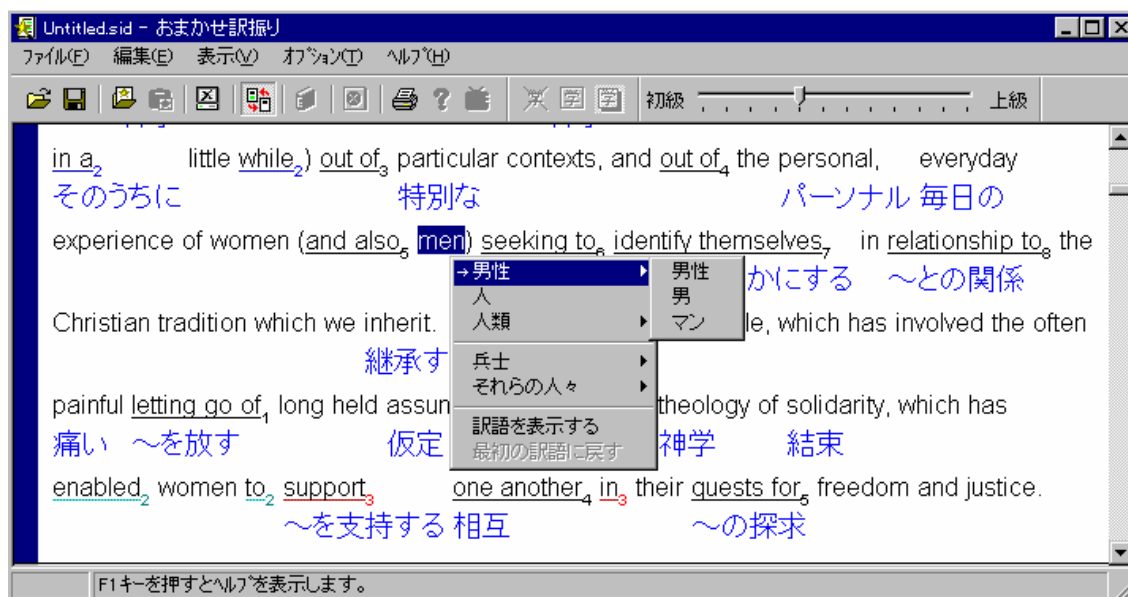 Untitled.sid - おまかせ訳振り
ファイル(F) 編集(E) 表示(V) オプション(T) ヘルプ(H)
初級 上級
in a2 little while2) out of3 particular contexts, and out of4 the personal, everyday
そのうちに 特別な パーソナル 毎日の
experience of women (and also5 men) seeking to6 identify themselves7 in relationship to8 the
→男性 男性 かにする ～との関係
人 男
人類 マン
Christian tradition which we inherit. le, which has involved the often
継承す
兵士
それらの人々
painful letting go of1 long held assun theology of solidarity, which has
痛い ～を放す 仮定 神学 結束
訳語を表示する
最初の訳語に戻す
enabled2 women to2 support3 one another4 in3 their quests for5 freedom and justice.
～を支持する 相互 ～の探求
F1キーを押すとヘルプを表示します。